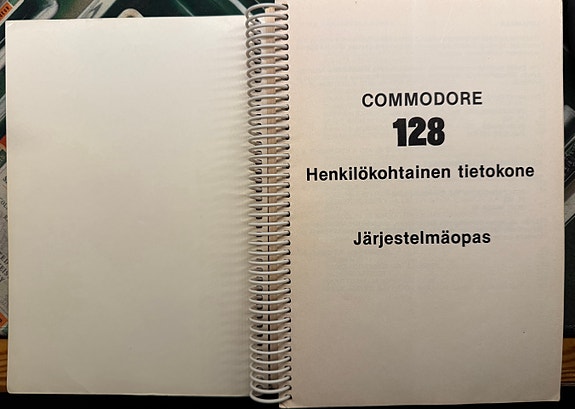 COMMODORE
128
Henkilökohtainen tietokone
Järjestelmäopas